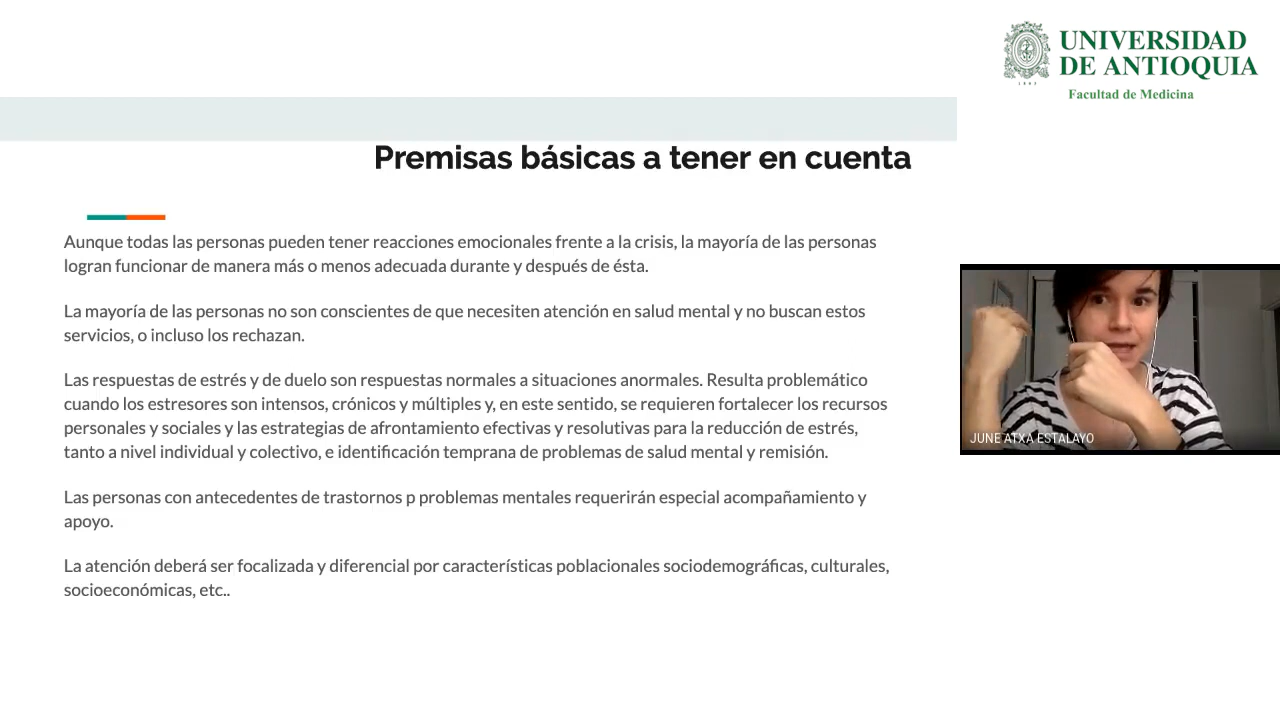 UNIVERSIDAD
DE ANTIOQUIA
1803
Facultad de Medicina
Premisas básicas a tener en cuenta
Aunque todas las personas pueden tener reacciones emocionales frente a la crisis, la mayoría de las personas
logran funcionar de manera más o menos adecuada durante y después de ésta.
La mayoría de las personas no son conscientes de que necesiten atención en salud mental y no buscan estos
servicios, o incluso los rechazan.
Las respuestas de estrés y de duelo son respuestas normales a situaciones anormales. Resulta problemático
cuando los estresores son intensos, crónicos y múltiples y, en este sentido, se requieren fortalecer los recursos
personales y sociales y las estrategias de afrontamiento efectivas y resolutivas para la reducción de estrés,
tanto a nivel individual y colectivo, e identificación temprana de problemas de salud mental y remisión.
Las personas con antecedentes de trastornos p problemas mentales requerirán especial acompañamiento y
apoyo.
La atención deberá ser focalizada y diferencial por características poblacionales sociodemográficas, culturales,
socioeconómicas, etc..
JUNE ATXA ESTALAYO